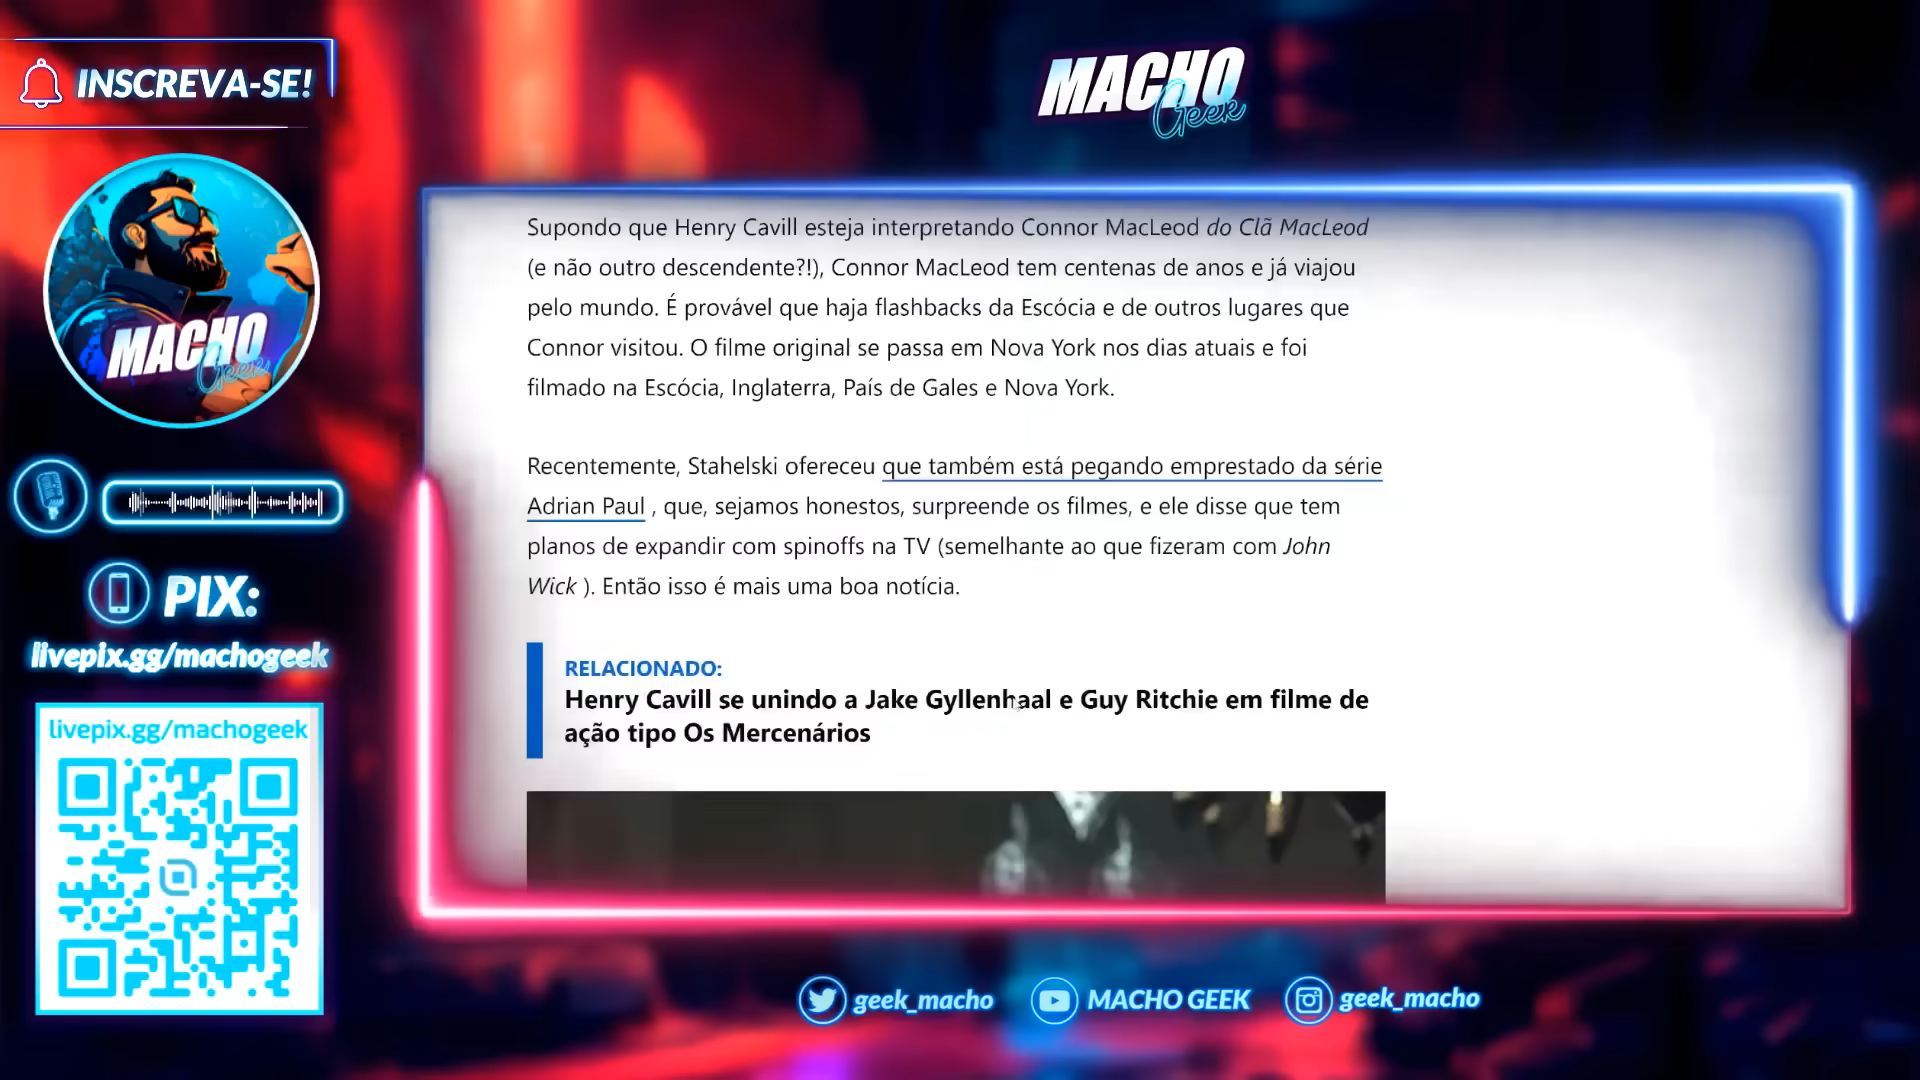 INSCREVA-SE!
MACHO
Geek
MACHO
Geek
PIX:
livepix.gg/machogeek
livepix.gg/machogeek
Supondo que Henry Cavill esteja interpretando Connor MacLeod do Clã MacLeod
(e não outro descendente?!), Connor MacLeod tem centenas de anos e já viajou
pelo mundo. É provável que haja flashbacks da Escócia e de outros lugares que
Connor visitou. O filme original se passa em Nova York nos dias atuais e foi
filmado na Escócia, Inglaterra, País de Gales e Nova York.
Recentemente, Stahelski ofereceu que também está pegando emprestado da série
Adrian Paul , que, sejamos honestos, surpreende os filmes, e ele disse que tem
planos de expandir com spinoffs na TV (semelhante ao que fizeram com John
Wick ). Então isso é mais uma boa notícia.
RELACIONADO:
Henry Cavill se unindo a Jake Gyllenhaal e Guy Ritchie em filme de
ação tipo Os Mercenários
geek_macho
MACHO GEEK
geek_macho